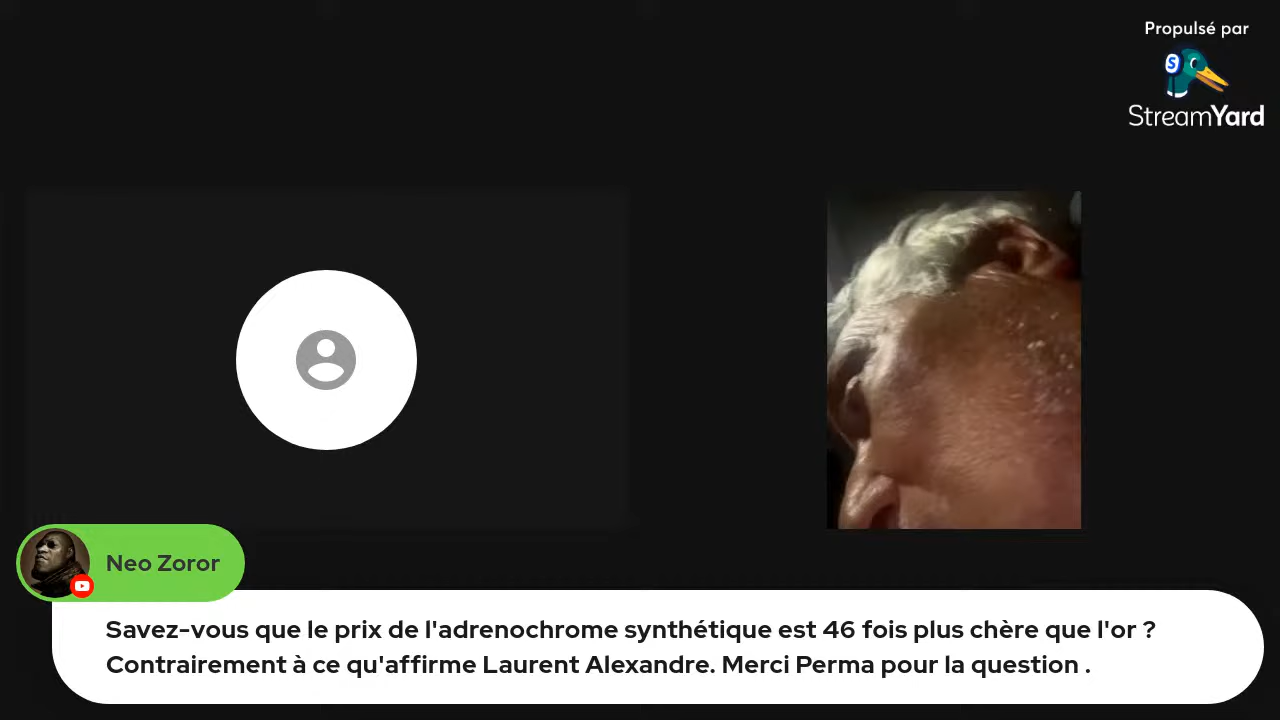 Propulsé par
S
StreamYard
Neo Zoror
Savez-vous que le prix de l'adrenochrome synthétique est 46 fois plus chère que l'or ?
Contrairement à ce qu'affirme Laurent Alexandre. Merci Perma pour la question .